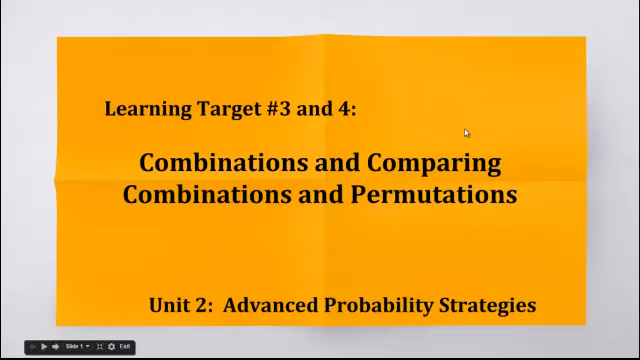 Learning Target #3 and 4:
Combinations and Comparing
Combinations and Permutations
Unit 2:  Advanced Probability Strategies
Slide 1
Exit